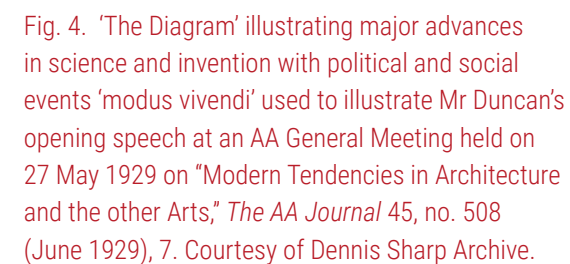 Fig. 4.  ‘The Diagram’ illustrating major advances
in science and invention with political and social
events ‘modus vivendi’ used to illustrate Mr Duncan’s
opening speech at an AA General Meeting held on
27 May 1929 on “Modern Tendencies in Architecture
and the other Arts,” The AA Journal 45, no. 508
(June 1929), 7. Courtesy of Dennis Sharp Archive.